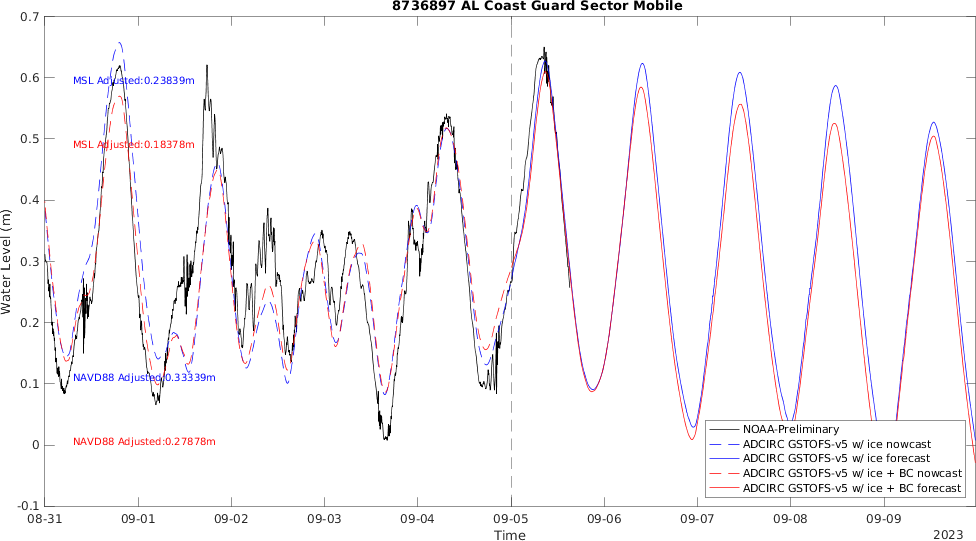 8736897 AL Coast Guard Sector Mobile
0.7
0.6
0.5
0.4
0.3
0.2
0.1
0
-0.1
Water Level (m)
MSL Adjusted:0.23839m
MSL Adjusted:0.18378m
NAVD88 Adjusted:0.33339m
NAVD88 Adjusted:0.27878m
NOAA-Preliminary
ADCIRC GSTOFS-v5 w/ ice nowcast
ADCIRC GSTOFS-v5 w/ ice forecast
ADCIRC GSTOFS-v5 w/ ice + BC nowcast
ADCIRC GSTOFS-v5 w/ ice + BC forecast
08-31 09-01 09-02 09-03 09-04 09-05 09-06 09-07 09-08 09-09
Time
2023